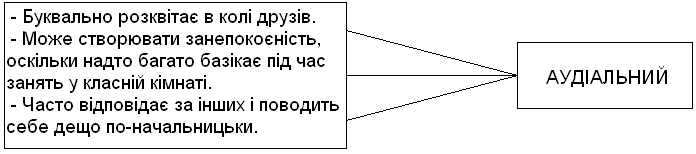 - Буквально розквітає в колі друзів.
- Може створювати занепокоєність,
оскільки надто багато базікає під час
занять у класній кімнаті.
- Часто відповідає за інших і поводить
себе дещо по-начальницьки.
АУДІАЛЬНИЙ